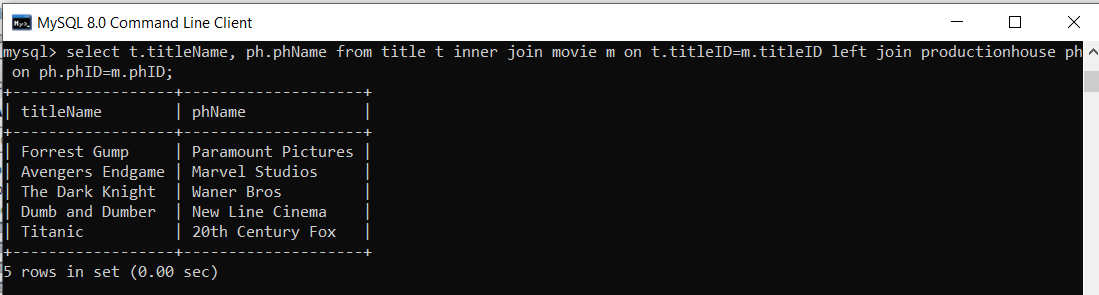 MySQL 8.0 Command Line Client
mysql> select t.titleName, ph.phName from title t inner join movie m on t.titleID=m.titleID left join productionhouse ph
 on ph.phID=m.phID;
+------------------+--------------------+
| titleName        | phName             |
+------------------+--------------------+
| Forrest Gump     | Paramount Pictures |
| Avengers Endgame | Marvel Studios     |
| The Dark Knight  | Waner Bros         |
| Dumb and Dumber  | New Line Cinema    |
| Titanic          | 20th Century Fox   |
+------------------+--------------------+
5 rows in set (0.00 sec)